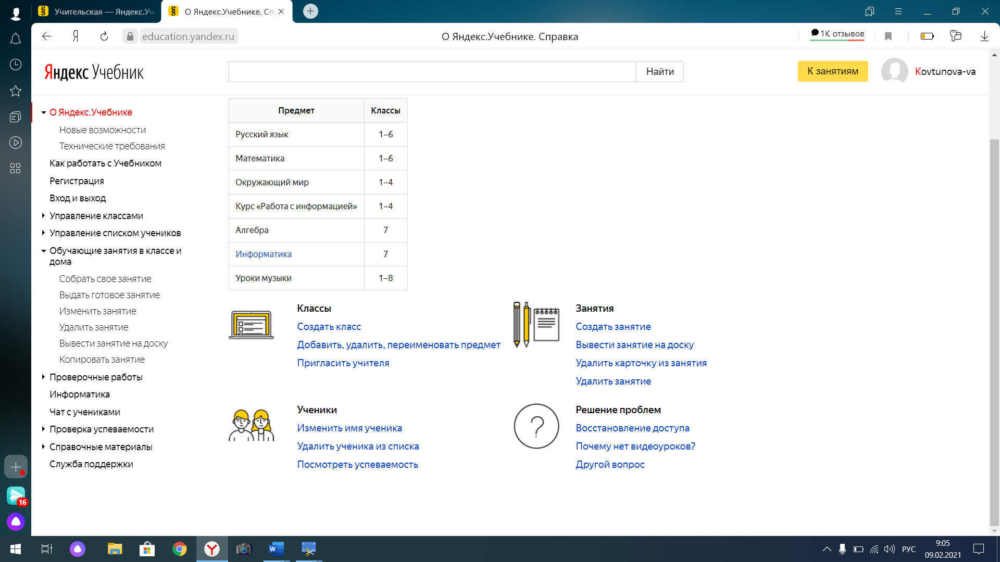 Учительская — Яндекс.Уче
О Яндекс.Учебнике. Сп
education.yandex.ru
О Яндекс.Учебнике. Справка
1К отзывов
Яндекс Учебник
Найти
К занятиям
Kovtunova-va
О Яндекс.Учебнике
Новые возможности
Технические требования
Как работать с Учебником
Регистрация
Вход и выход
Управление классами
Управление списком учеников
Обучающие занятия в классе и
дома
Собрать свое занятие
Выдать готовое занятие
Изменить занятие
Удалить занятие
Вывести занятие на доску
Копировать занятие
Проверочные работы
Информатика
Чат с учениками
Проверка успеваемости
Справочные материалы
Служба поддержки
Предмет Классы
Русский язык 1–6
Математика 1–6
Окружающий мир 1–4
Курс «Работа с информацией» 1–4
Алгебра 7
Информатика 7
Уроки музыки 1–8
Классы
Создать класс
Добавить, удалить, переименовать предмет
Пригласить учителя
Занятия
Создать занятие
Вывести занятие на доску
Удалить карточку из занятия
Удалить занятие
Ученики
Изменить имя ученика
Удалить ученика из списка
Посмотреть успеваемость
Решение проблем
Восстановление доступа
Почему нет видеоуроков?
Другой вопрос
16
РУС
9:05
09.02.2021